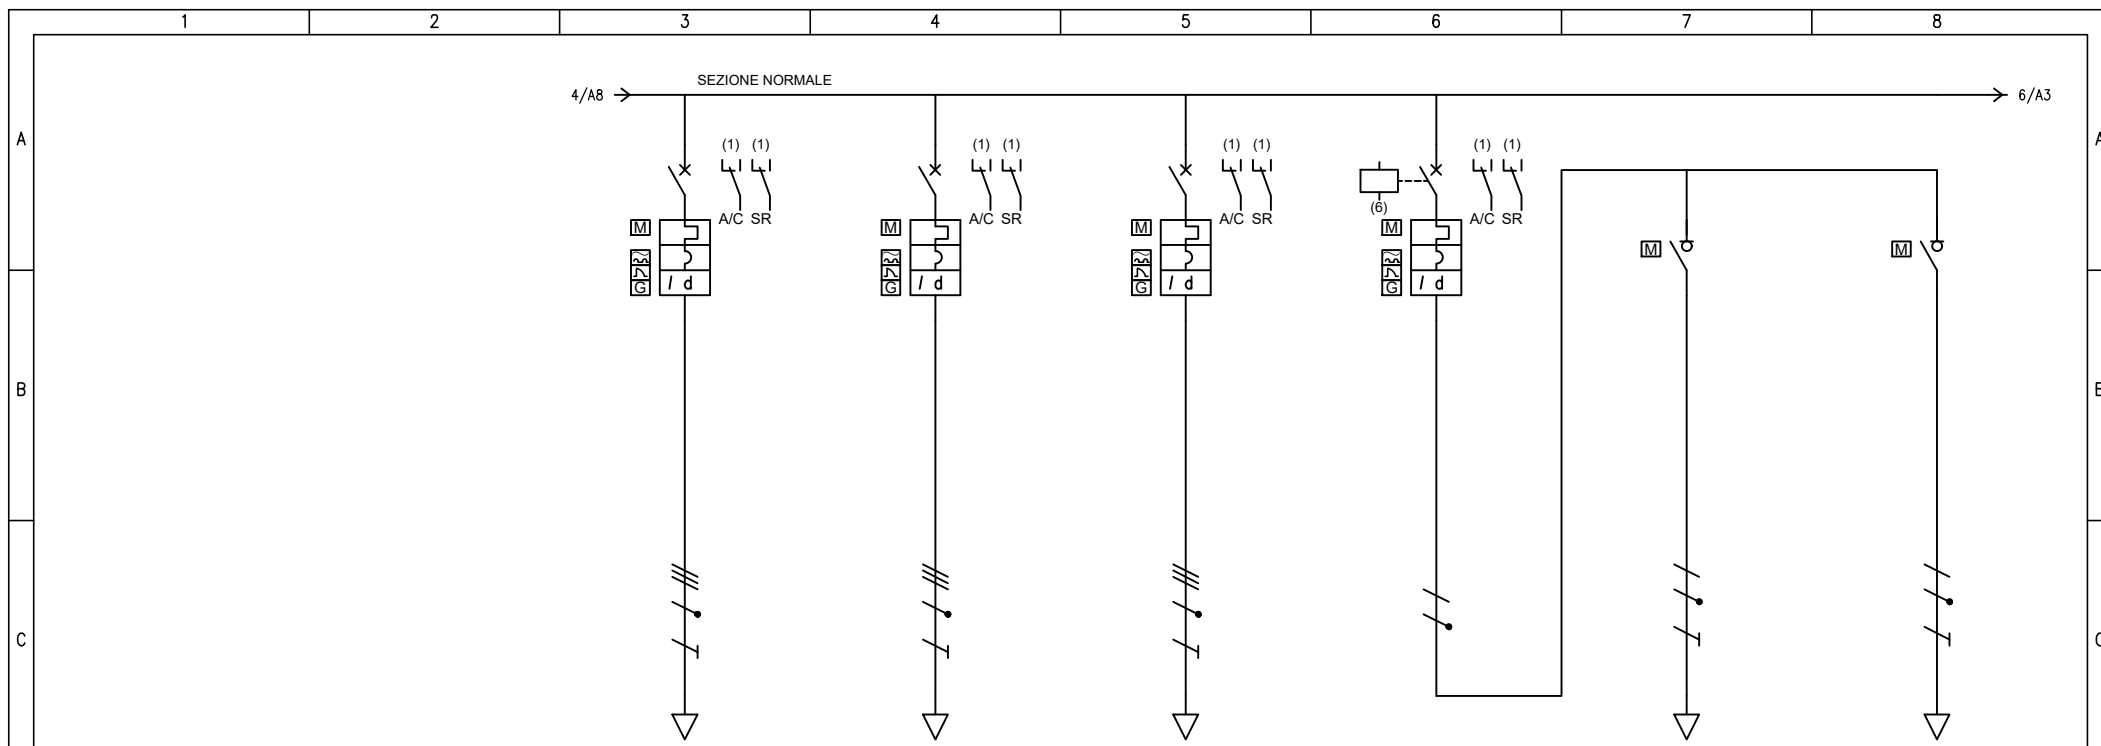 1 2 3 4 5 6 7 8
SEZIONE NORMALE
4/A8 6/A3
A A
(1) (1) (1) (1) (1) (1) (1) (1)
(6)
A/C SR A/C SR A/C SR A/C SR
M M M M
M M
G I d G I d G I d G I d
B B
C C